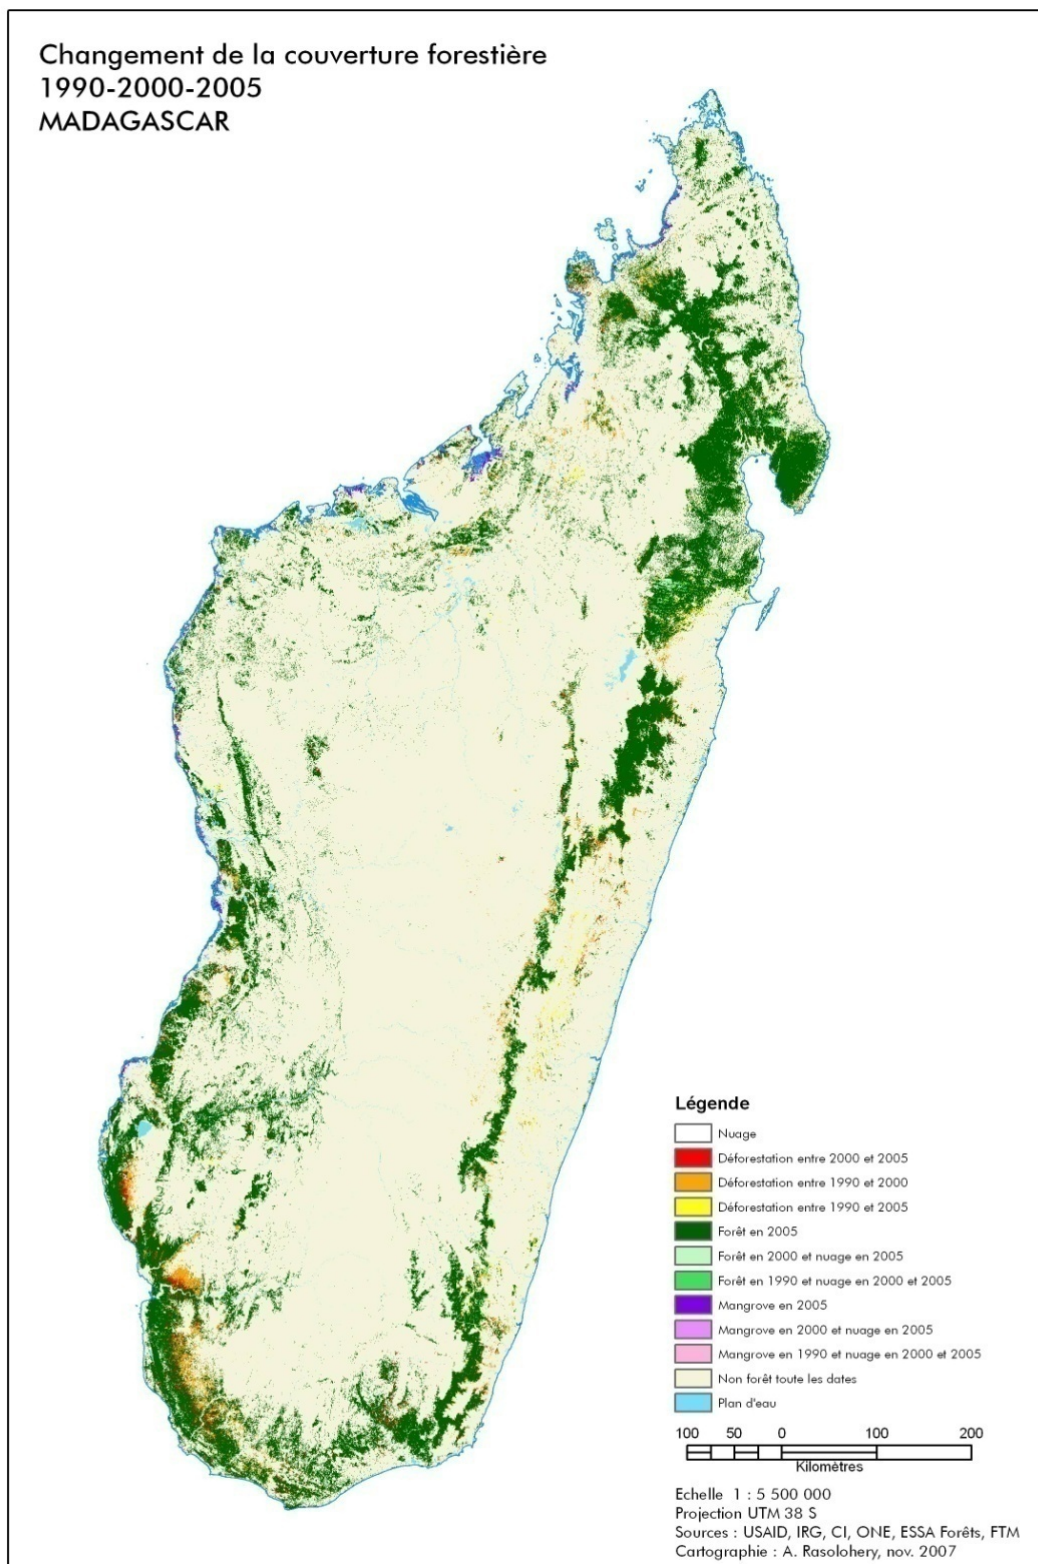 Changement de la couverture forestière
1990-2000-2005
MADAGASCAR
Légende
Nuage
Déforestation entre 2000 et 2005
Déforestation entre 1990 et 2000
Déforestation entre 1990 et 2005
Forêt en 2005
Forêt en 2000 et nuage en 2005
Forêt en 1990 et nuage en 2000 et 2005
Mangrove en 2005
Mangrove en 2000 et nuage en 2005
Mangrove en 1990 et nuage en 2000 et 2005
Non forêt toute les dates
Plan d'eau
100 50 0 100 200
Kilomètres
Echelle 1 : 5 500 000
Projection UTM 38 S
Sources : USAID, IRG, CI, ONE, ESSA Forêts, FTM
Cartographie : A. Rasolohery, nov. 2007